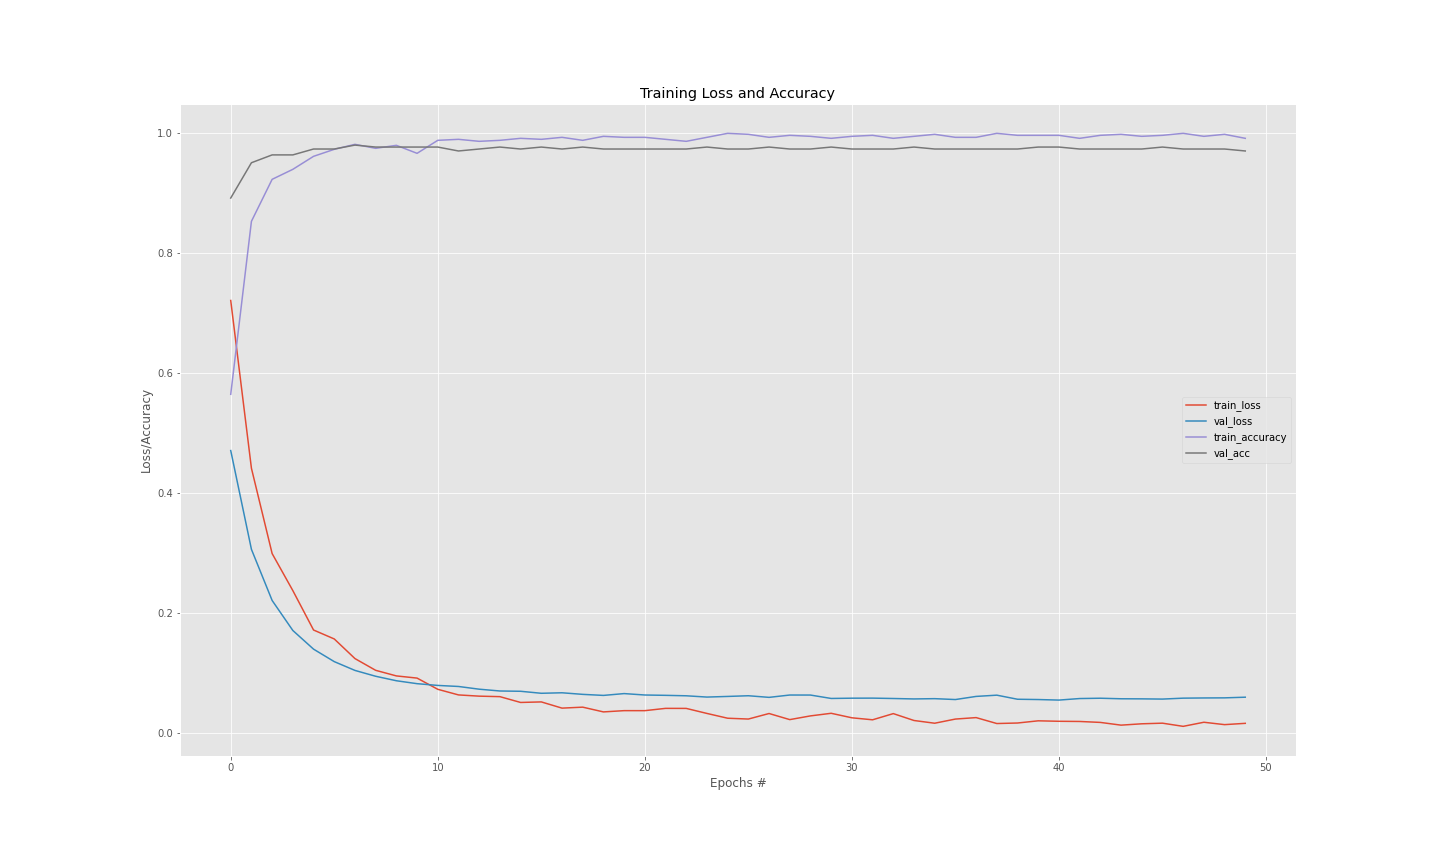 Training Loss and Accuracy
1.0
0.8
0.6
0.4
0.2
0.0
Loss/Accuracy
train_loss
val_loss
train_accuracy
val_acc
0 10 20 30 40 50
Epochs #